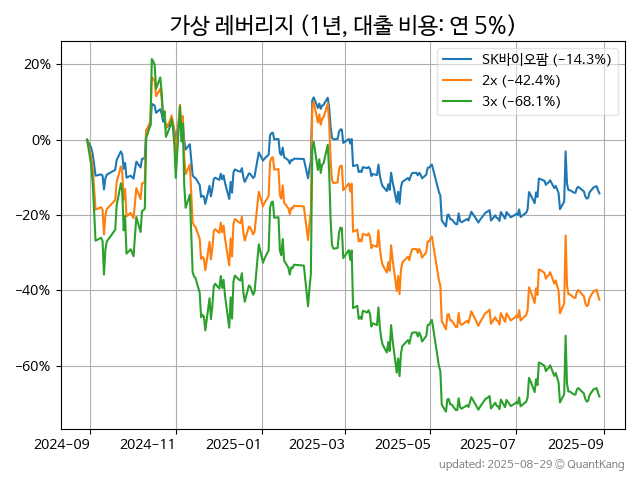 가상 레버리지 (1년, 대출 비용: 연 5%)
SK바이오팜 (−14.3%)
2x (−42.4%)
3x (−68.1%)
20%
0%
−20%
−40%
−60%
2024-09 2024-11 2025-01 2025-03 2025-05 2025-07 2025-09
updated: 2025-08-29 © QuantKang